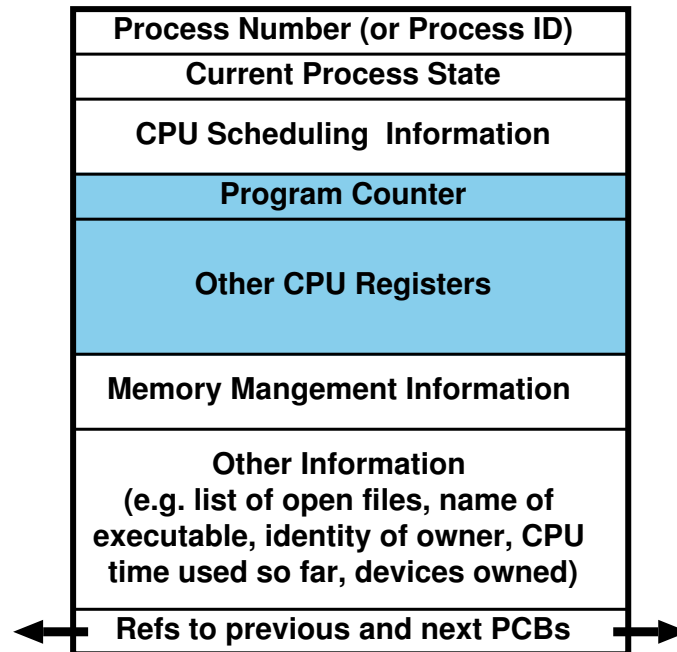 Process Number (or Process ID)
Current Process State
CPU Scheduling Information
Program Counter
Other CPU Registers
Memory Mangement Information
Other Information
(e.g. list of open files, name of
executable, identity of owner, CPU
time used so far, devices owned)
Refs to previous and next PCBs